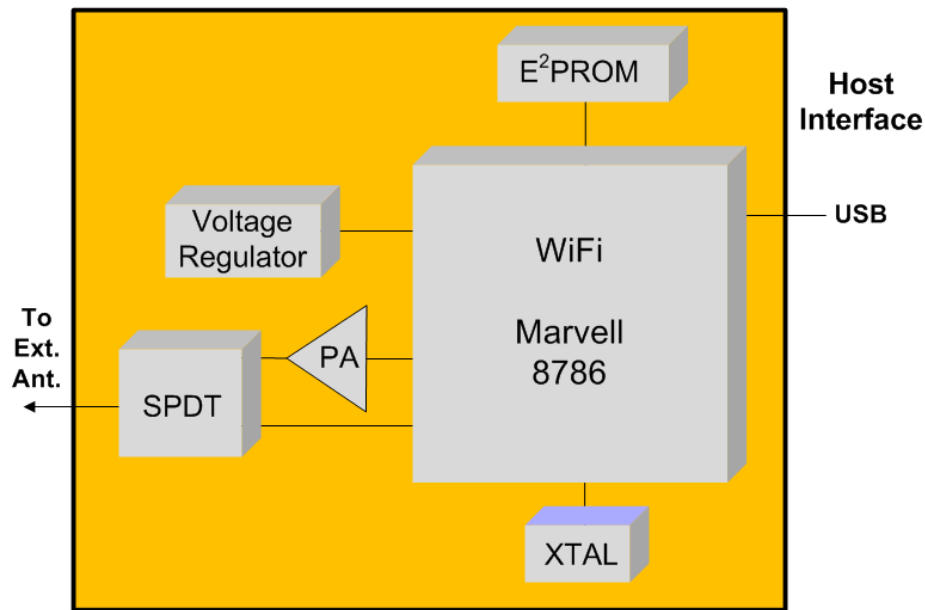 E²PROM
Host
Interface
Voltage
Regulator
WiFi
USB
Marvell
8786
To
Ext.
Ant.
PA
SPDT
XTAL